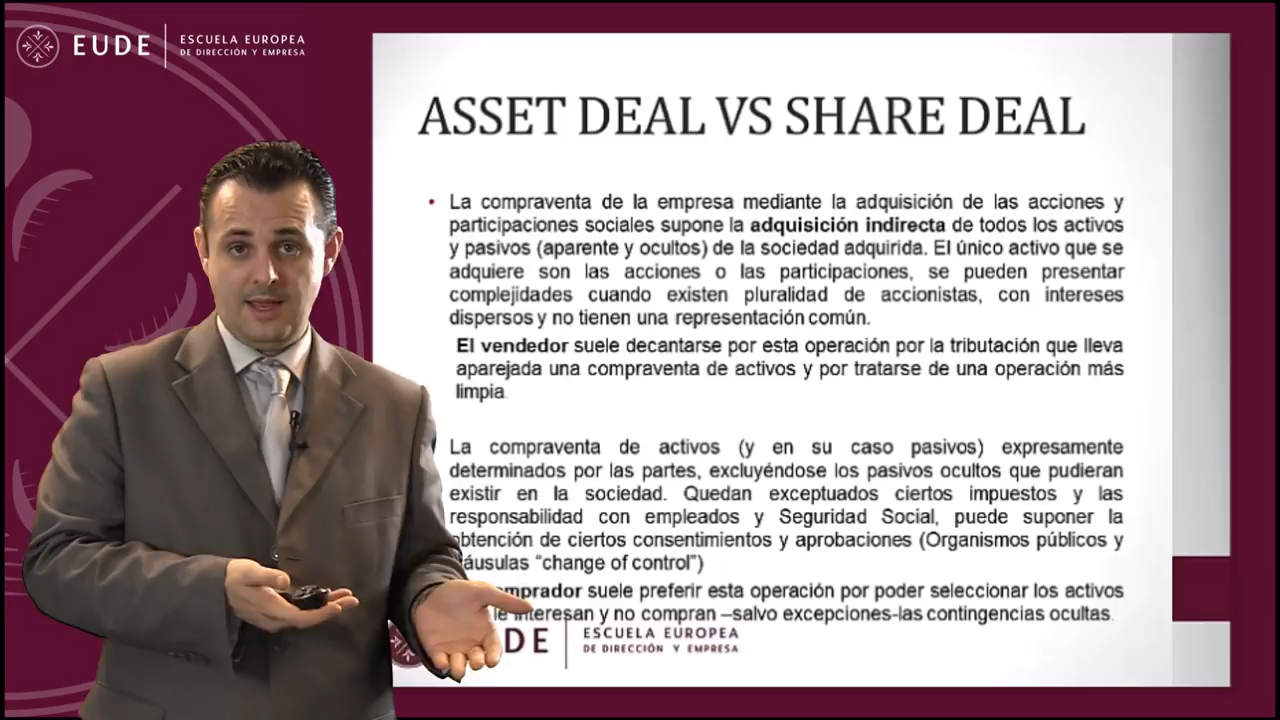 EUDE
ESCUELA EUROPEA
DE DIRECCIÓN Y EMPRESA
ASSET DEAL VS SHARE DEAL
• La compraventa de la empresa mediante la adquisición de las acciones y
participaciones sociales supone la adquisición indirecta de todos los activos
y pasivos (aparente y ocultos) de la sociedad adquirida. El único activo que se
adquiere son las acciones o las participaciones, se pueden presentar
complejidades cuando existen pluralidad de accionistas, con intereses
dispersos y no tienen una representación común.
El vendedor suele decantarse por esta operación por la tributación que lleva
aparejada una compraventa de activos y por tratarse de una operación más
limpia.
La compraventa de activos (y en su caso pasivos) expresamente
determinados por las partes, excluyéndose los pasivos ocultos que pudieran
existir en la sociedad. Quedan exceptuados ciertos impuestos y las
responsabilidad con empleados y Seguridad Social, puede suponer la
obtención de ciertos consentimientos y aprobaciones (Organismos públicos y
cláusulas “change of control”)
suele preferir esta operación por poder seleccionar los activos
le interesan y no compran –salvo excepciones-las contingencias ocultas.
DE
ESCUELA EUROPEA
DE DIRECCIÓN Y EMPRESA